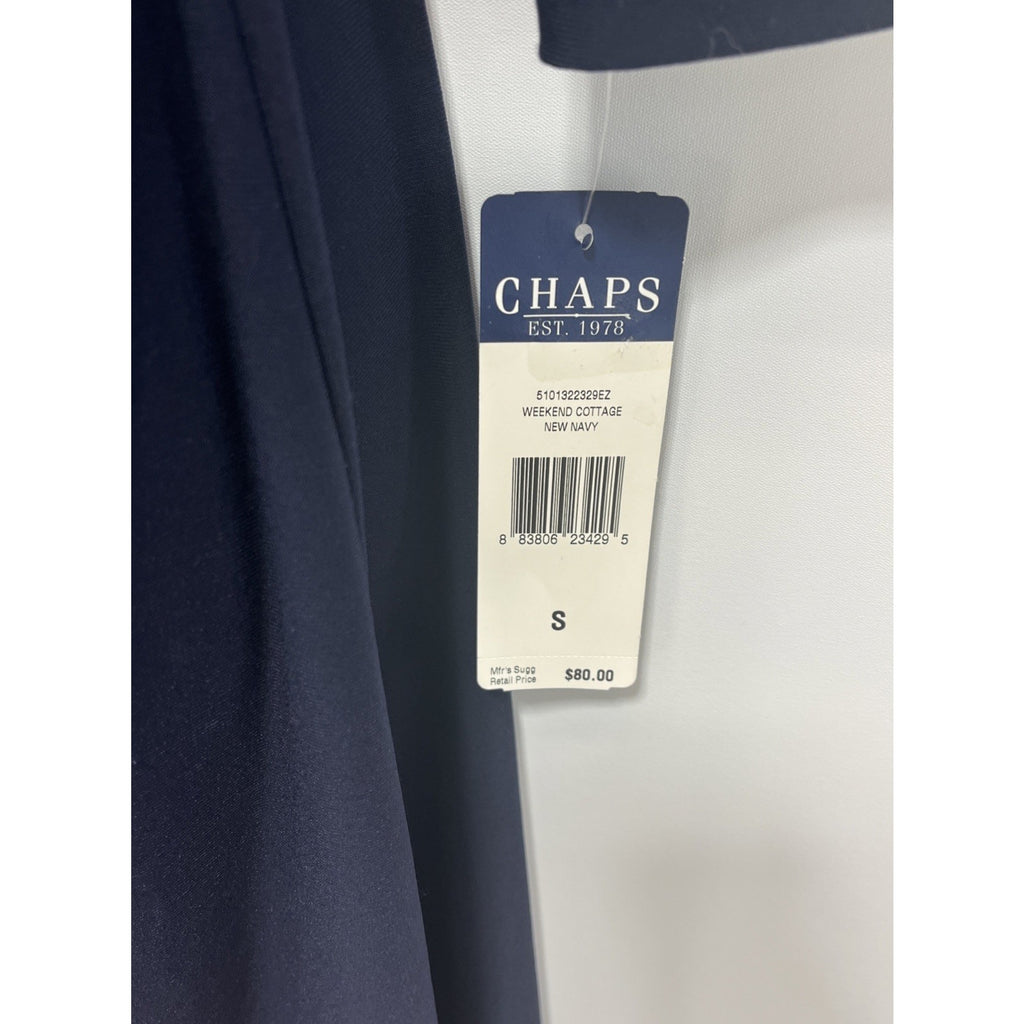 CHAPS
EST. 1978
5101322329EZ
WEEKEND COTTAGE
NEW NAVY
8 83806 23429 5
S
Mfr's Sugg
Retail Price
$80.00